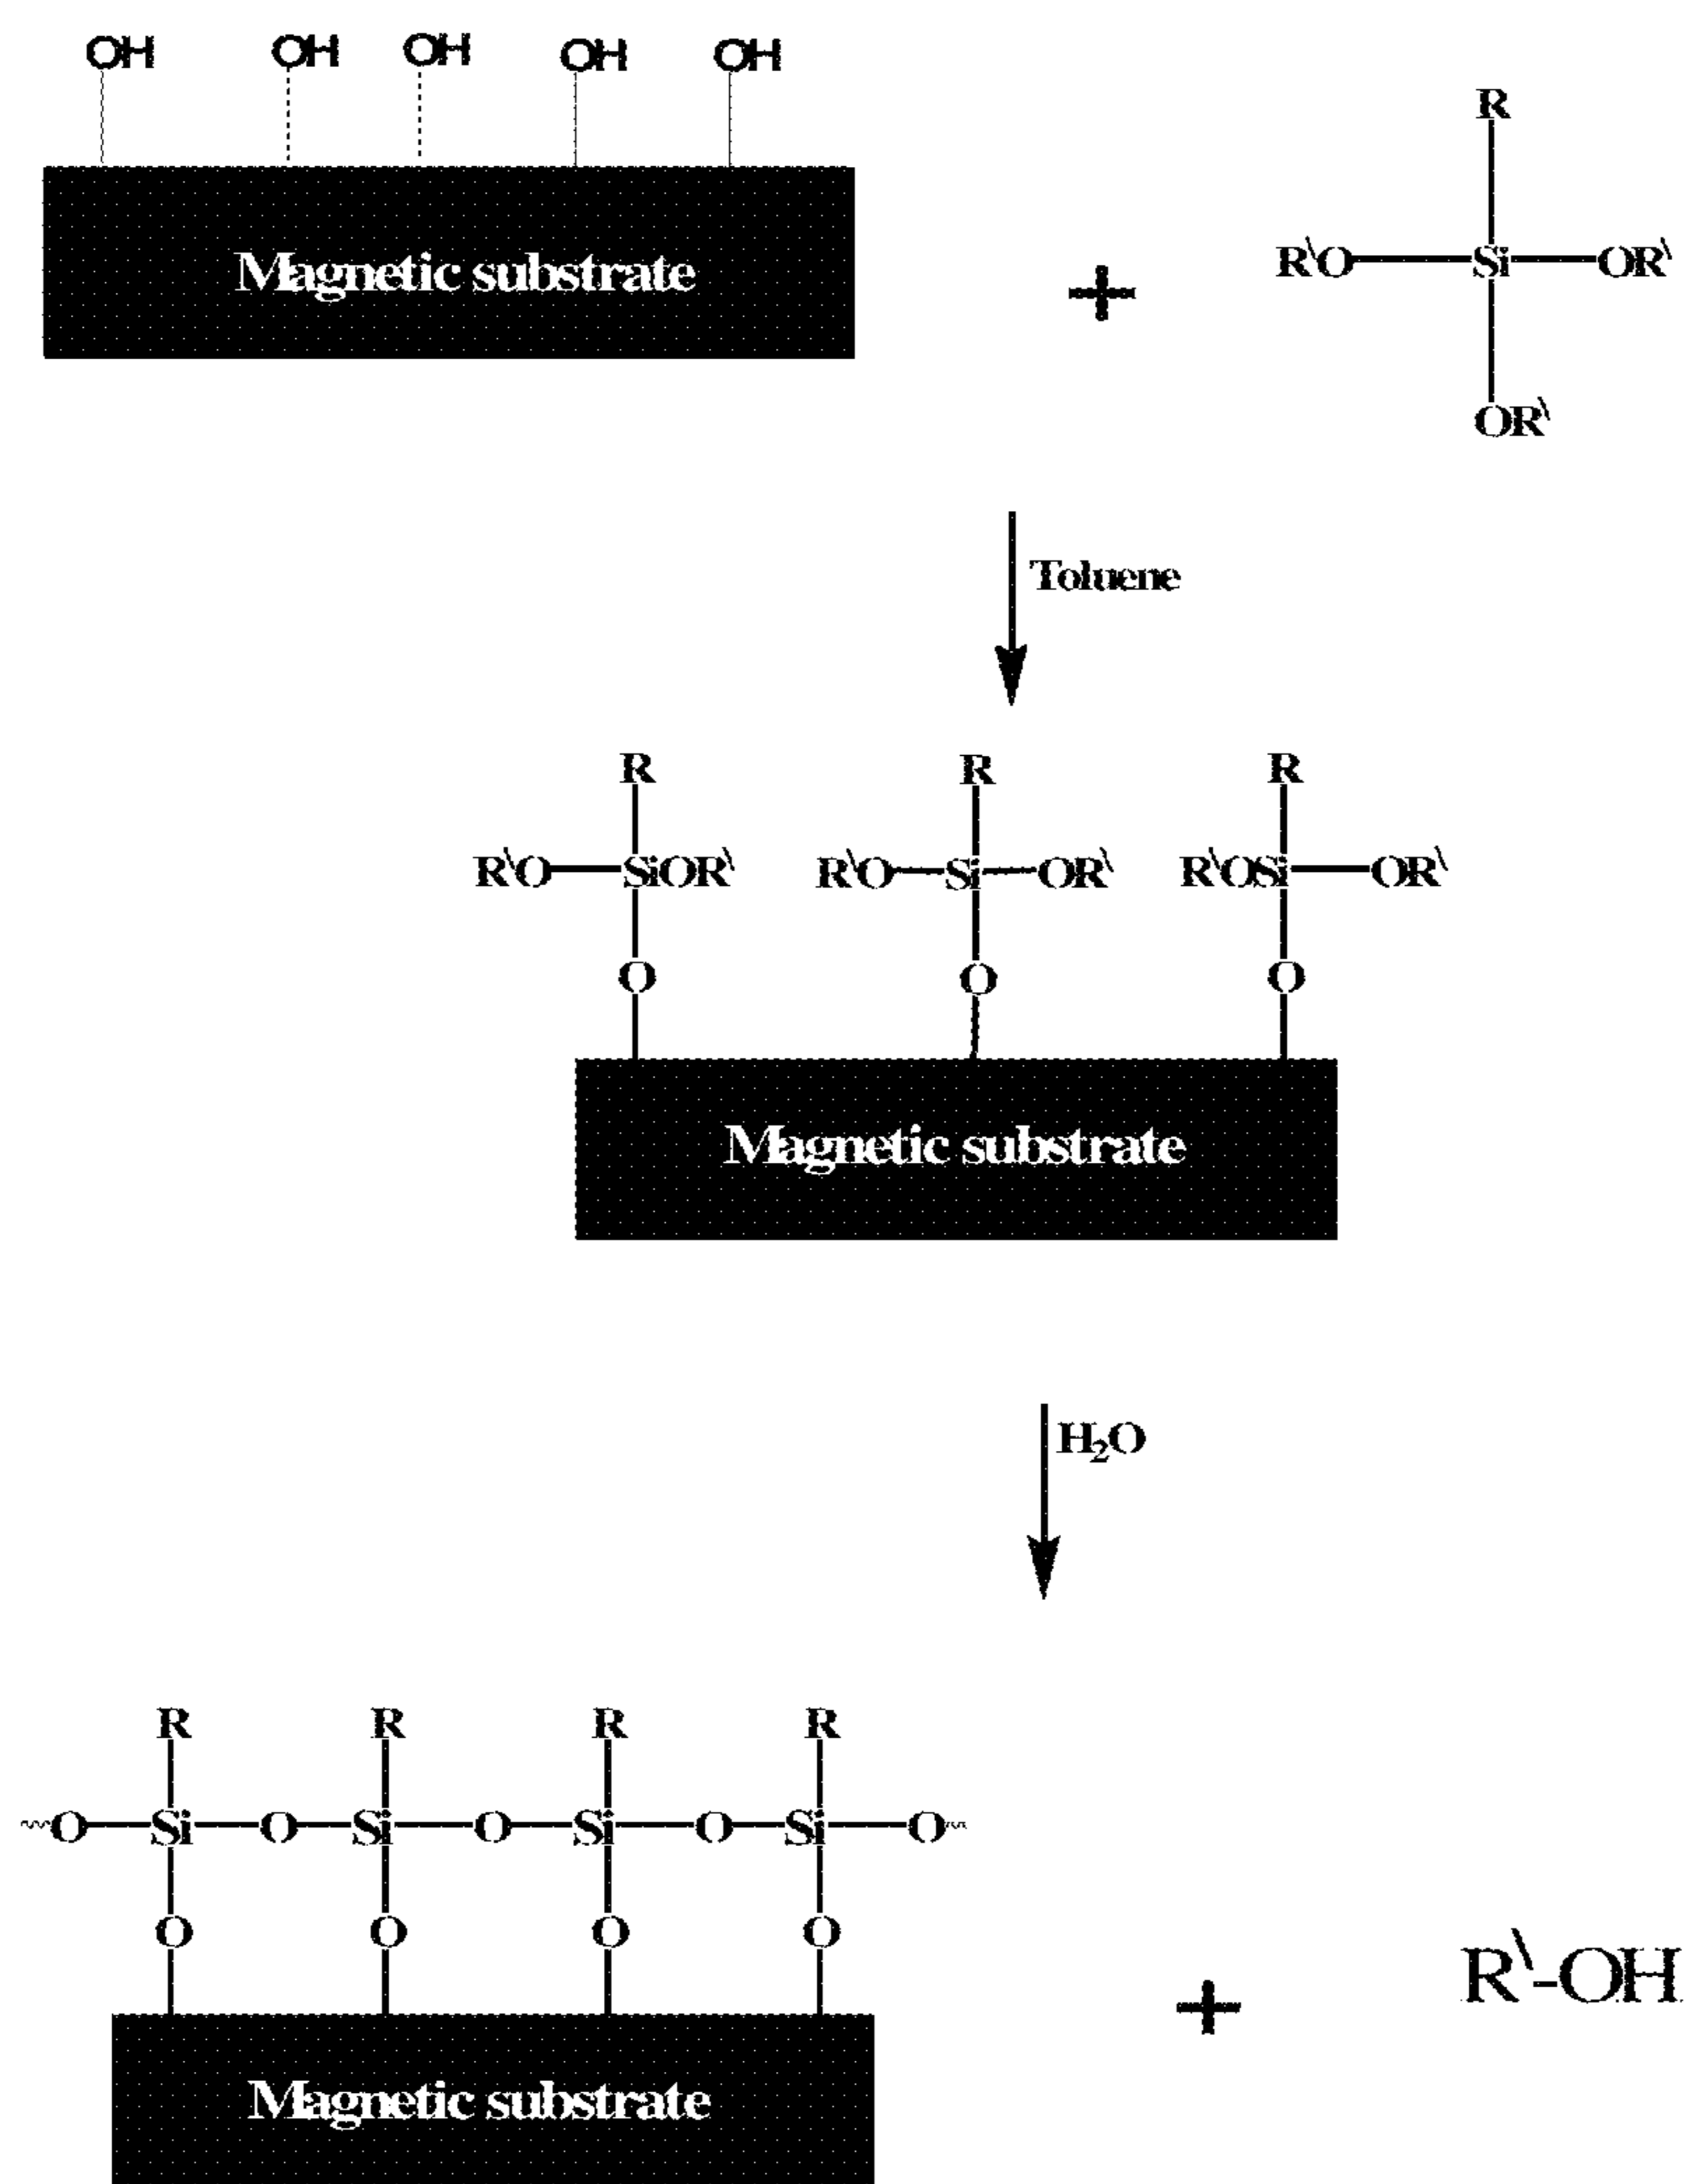 OH OH OH OH OH
Magnetic substrate
+
R
R\O Si OR\
OR\
Toluene
R R R
R\O SiOR\ R\O Si OR\ R\OSi OR\
O O O
Magnetic substrate
H₂O
R R R R
O Si O Si O Si O Si O
O O O O
Magnetic substrate
+
R\-OH